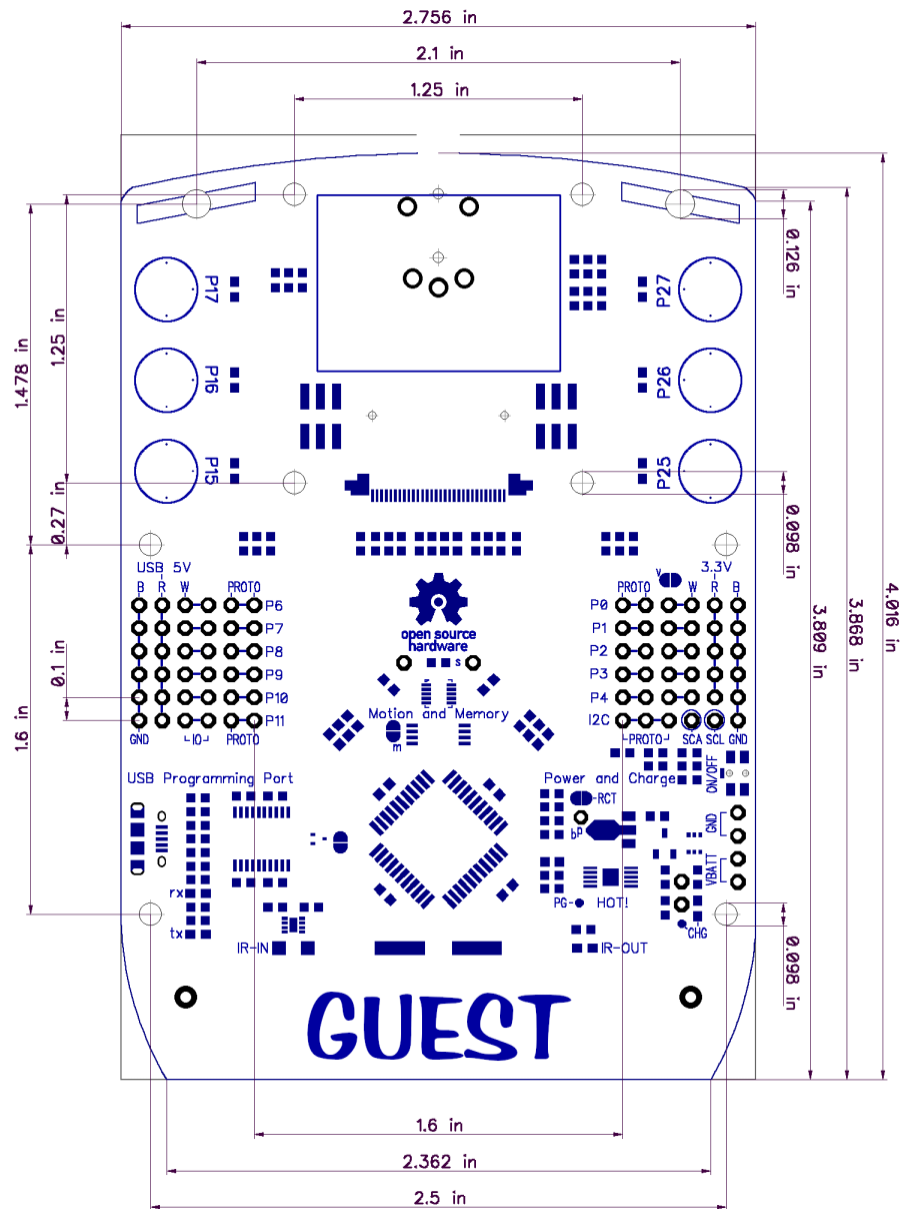 2.756 in
2.1 in
1.25 in
0.126 in
P17
P27
1.478 in
1.25 in
P16
P26
P15
P25
0.27 in
0.098 in
3.809 in
3.868 in
4.016 in
USB 5V
B R W PROTO
v
3.3V
PROTO W R B
P6
P7
P8
P9
P10
P11
P0
P1
P2
P3
P4
I2C
open source
hardware
s
0.1 in
1.6 in
GND IO PROTO
PROTO SCA SCL GND
Motion and Memory
m
USB Programming Port
Power and Charge
ON/OFF
RCT
bP
GND
VBATT
rx
tx
PG HOT!
CHG
IR-IN
IR-OUT
0.098 in
GUEST
1.6 in
2.362 in
2.5 in